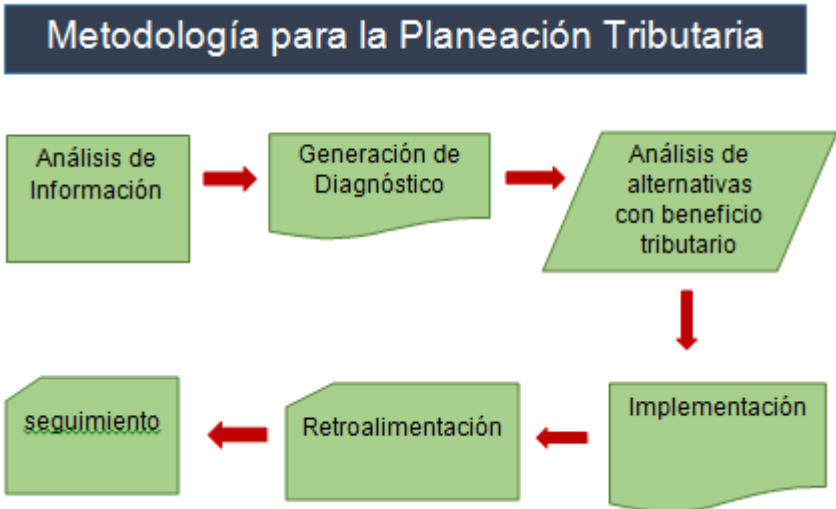 Metodología para la Planeación Tributaria
Análisis de
Información
Generación de
Diagnóstico
Análisis de
alternativas
con beneficio
tributario
Implementación
Retroalimentación
seguimiento